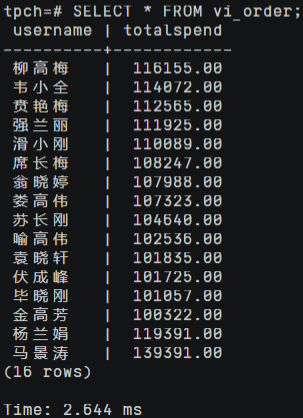 tpch=# SELECT * FROM vi_order;
username | totalspend
----------+------------
柳高梅 | 116155.00
韦小全 | 114072.00
贲艳梅 | 112565.00
强兰丽 | 111925.00
滑小刚 | 110089.00
席长梅 | 108247.00
翁晓婷 | 107988.00
娄高伟 | 107323.00
苏长刚 | 104640.00
喻高伟 | 102536.00
袁晓轩 | 101835.00
伏成峰 | 101725.00
毕晓刚 | 101057.00
金高芳 | 100322.00
杨兰娟 | 119391.00
马景涛 | 139391.00
(16 rows)
Time: 2.644 ms